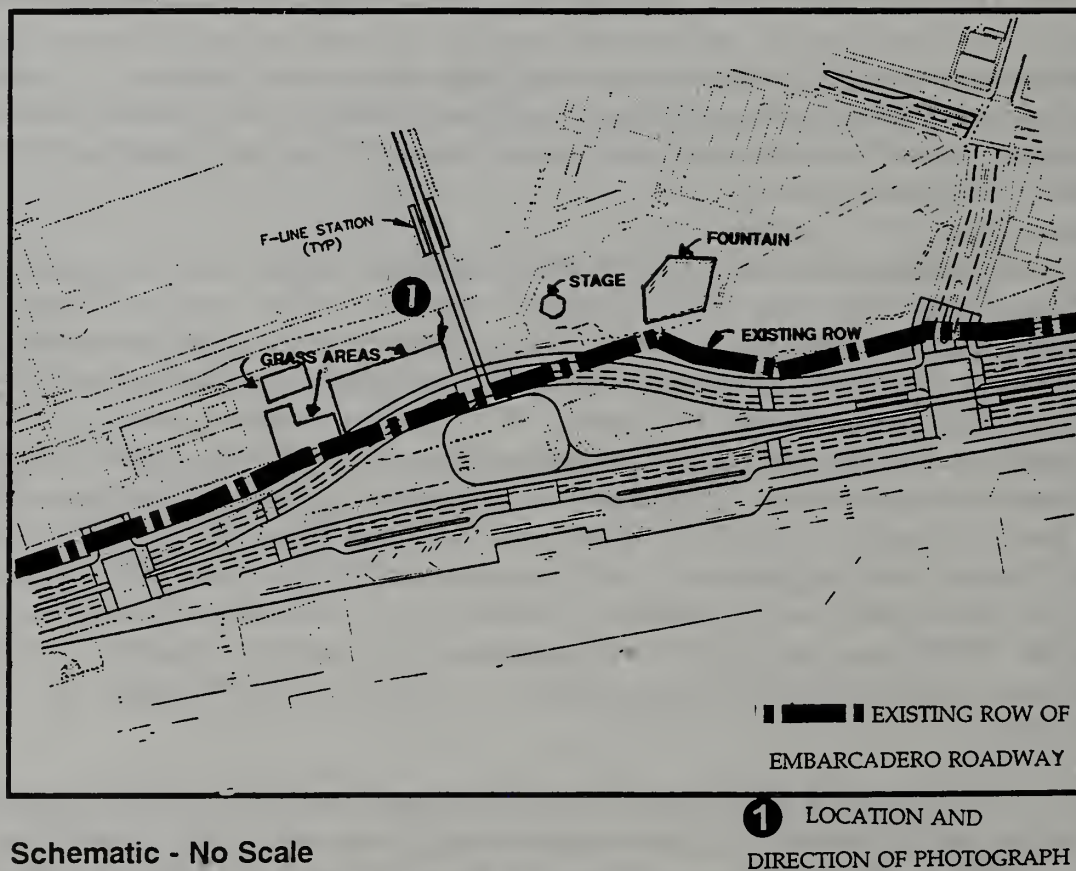 F-LINE STATION
(TYP)
1
FOUNTAIN
STAGE
EXISTING ROW
GRASS AREAS
EXISTING ROW OF
EMBARCADERO ROADWAY
1 LOCATION AND
DIRECTION OF PHOTOGRAPH
Schematic - No Scale